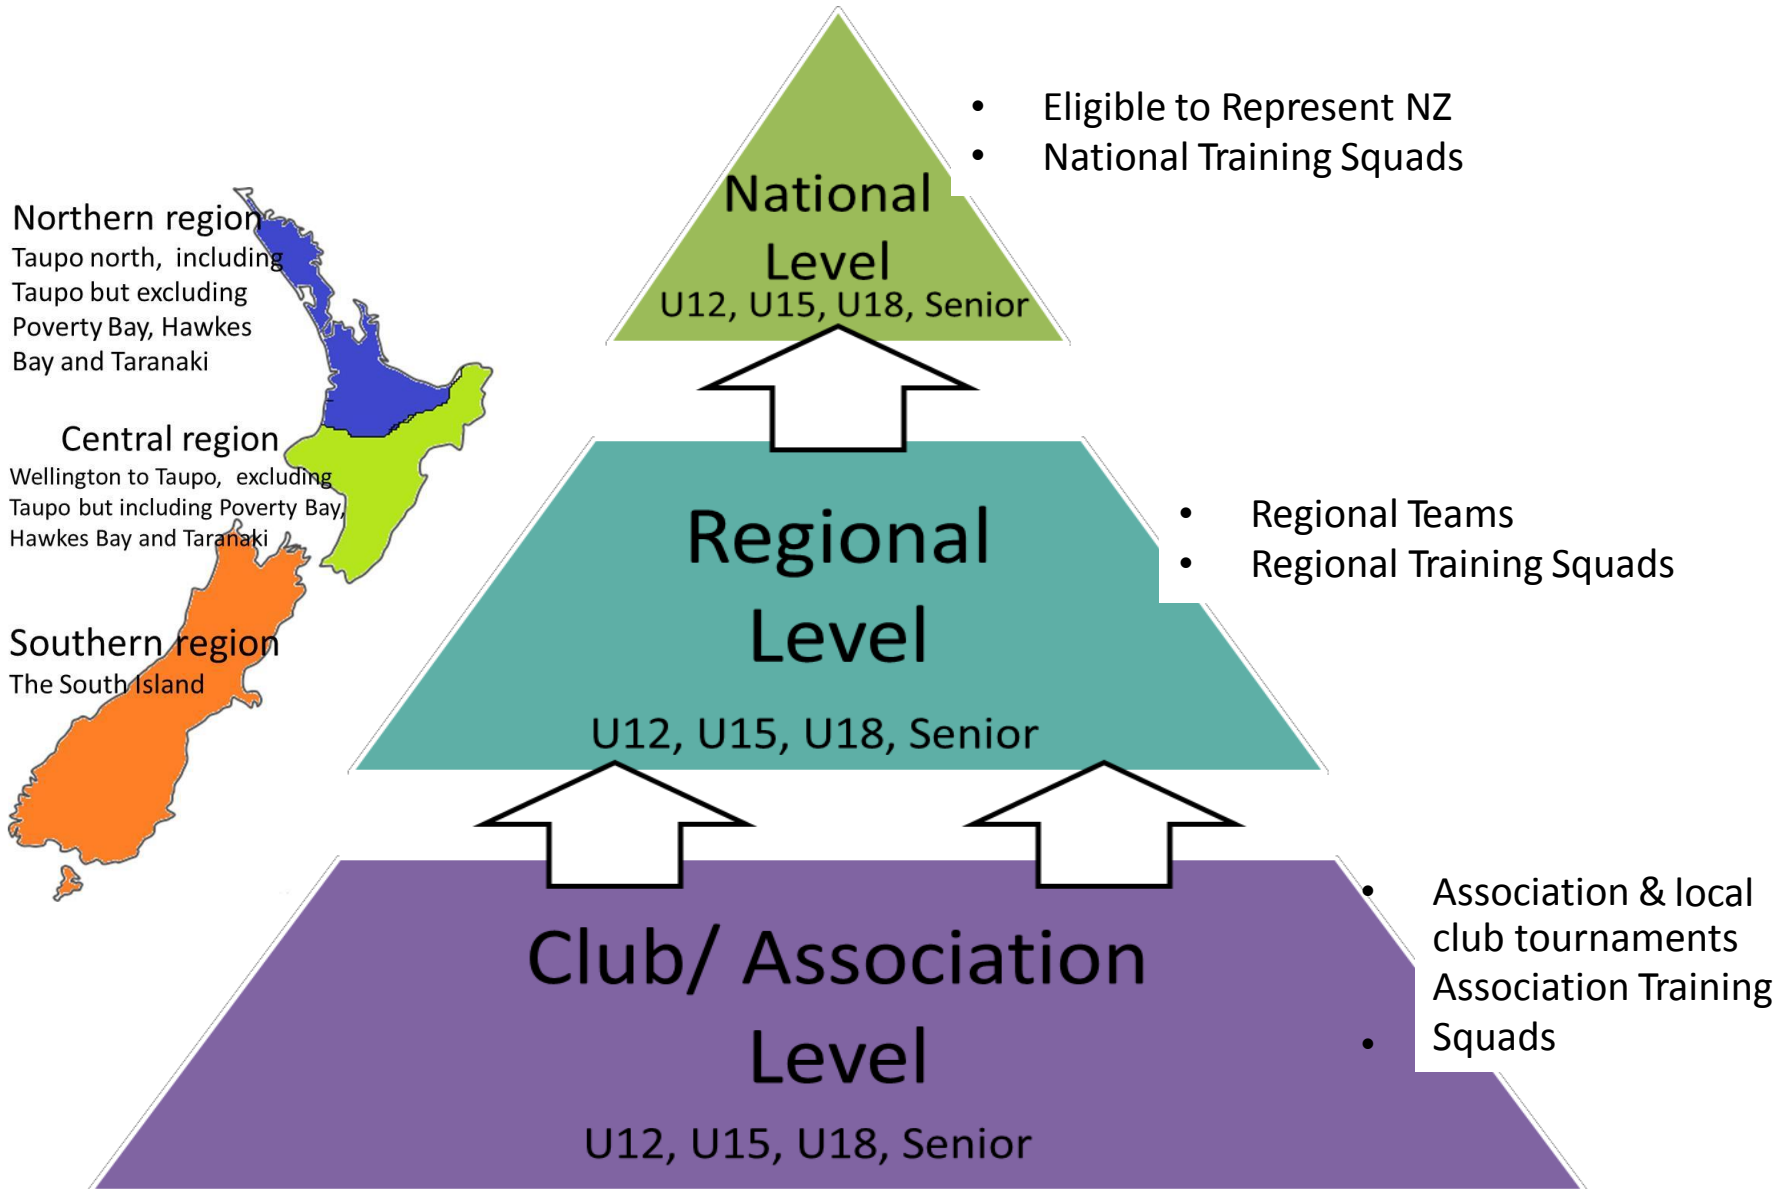 • Eligible to Represent NZ
• National Training Squads
National
Level
U12, U15, U18, Senior
Northern region
Taupo north, including
Taupo but excluding
Poverty Bay, Hawkes
Bay and Taranaki
Central region
Wellington to Taupo, excluding
Taupo but including Poverty Bay,
Hawkes Bay and Taranaki
Southern region
The South Island
Regional
Level
U12, U15, U18, Senior
• Regional Teams
• Regional Training Squads
Club/ Association
Level
U12, U15, U18, Senior
• Association & local
club tournaments
Association Training
• Squads